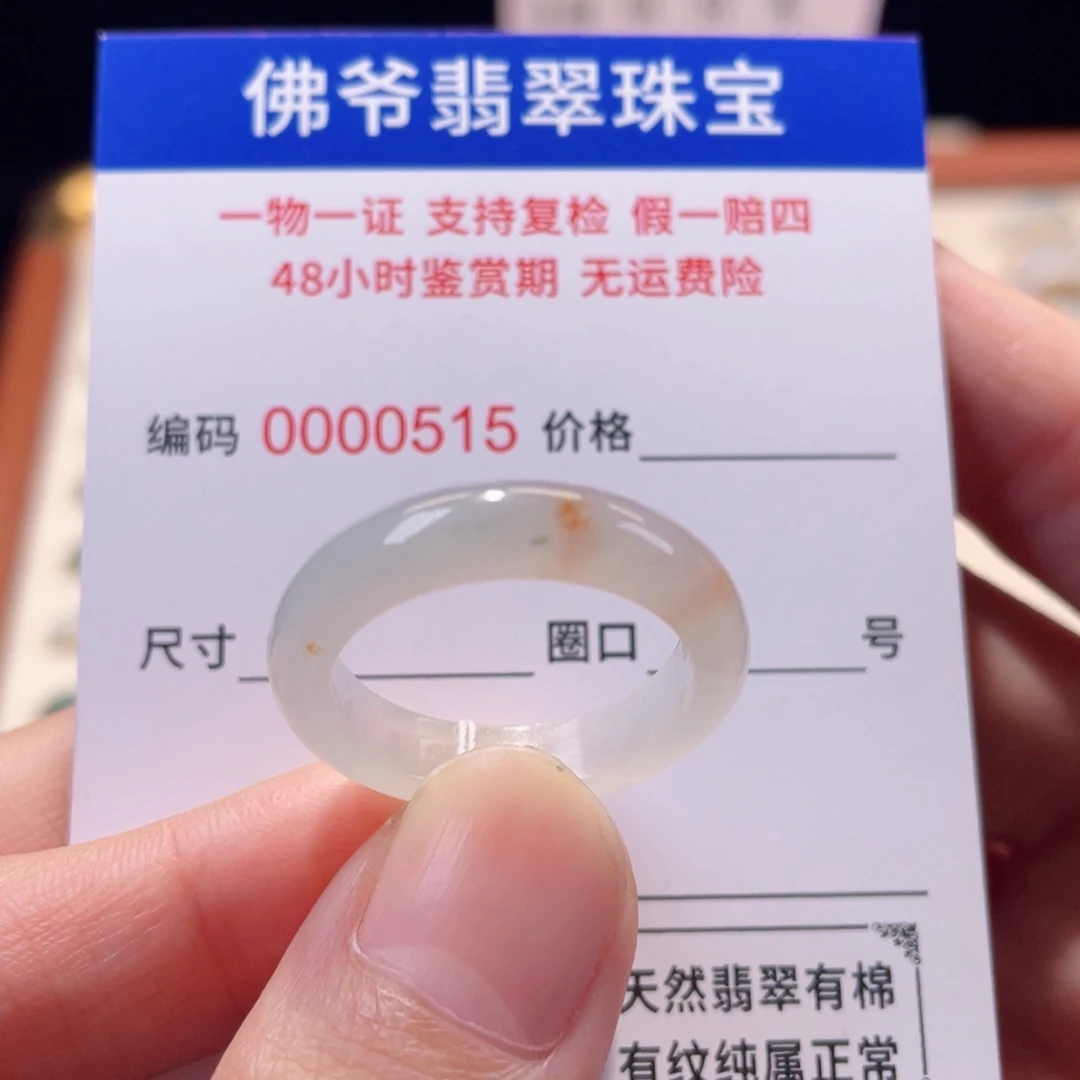 佛爷翡翠珠宝
一物一证 支持复检 假一赔四
48小时鉴赏期 无运费险
编码 0000515 价格
尺寸 圈口 号
天然翡翠有棉
有纹纯属正常